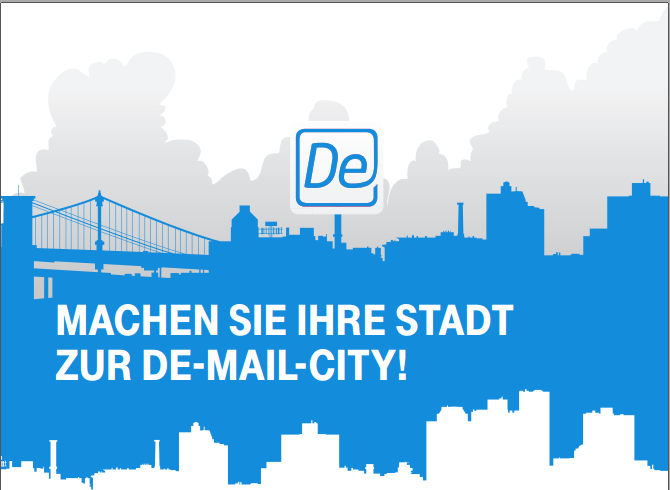 De
MACHEN SIE IHRE STADT
ZUR DE-MAIL-CITY!